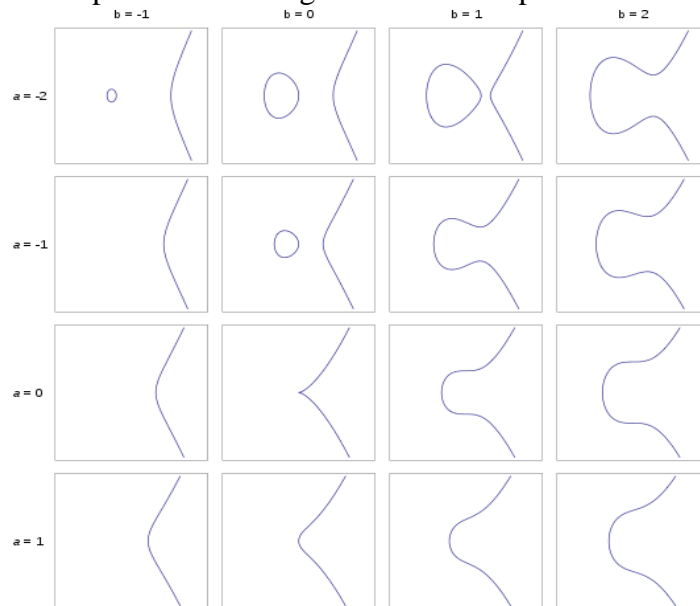 b = -1 b = 0 b = 1 b = 2
a = -2
a = -1
a = 0
a = 1